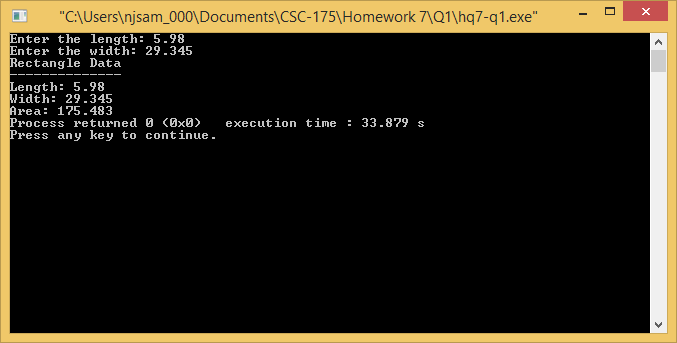 "C:\Users\njsam_000\Documents\CSC-175\Homework 7\Q1\hq7-q1.exe"
Enter the length: 5.98
Enter the width: 29.345
Rectangle Data
--------------
Length: 5.98
Width: 29.345
Area: 175.483
Process returned 0 (0x0)   execution time : 33.879 s
Press any key to continue.